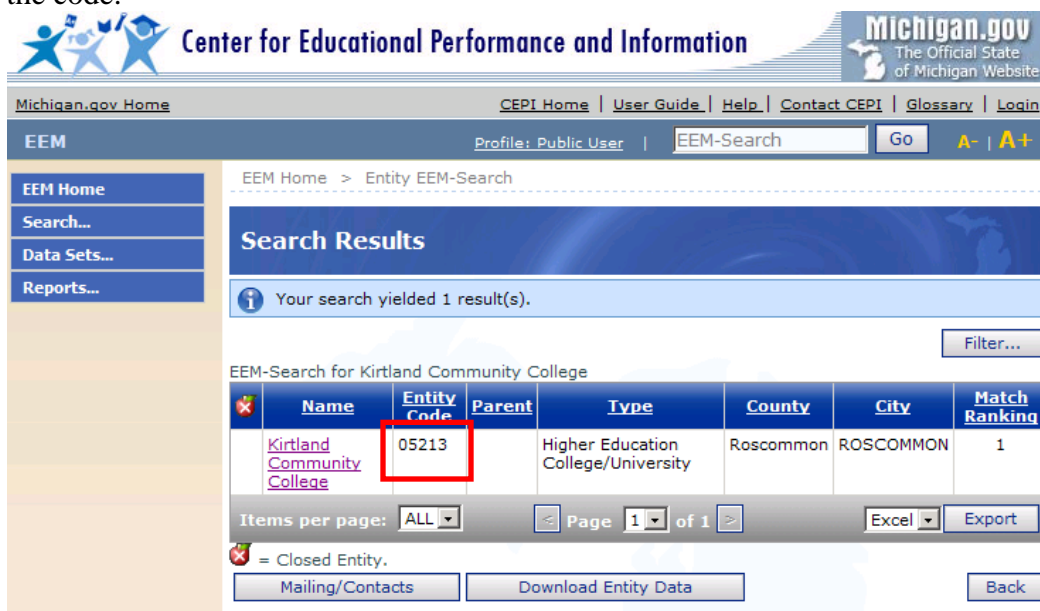 the code.
Center for Educational Performance and Information
Michigan.gov
The Official State
of Michigan Website
Michigan.gov Home
CEPI Home | User Guide | Help | Contact CEPI | Glossary | Login
EEM
Profile: Public User | EEM-Search Go A- | A+
EEM Home
Search...
Data Sets...
Reports...
EEM Home > Entity EEM-Search
Search Results
Your search yielded 1 result(s).
Filter...
EEM-Search for Kirtland Community College
Name Entity Code Parent Type County City Match Ranking
Kirtland 05213 Higher Education Roscommon ROSCOMMON 1
Community College/University
College
Items per page: ALL < Page 1 of 1 > Excel Export
= Closed Entity.
Mailing/Contacts Download Entity Data Back